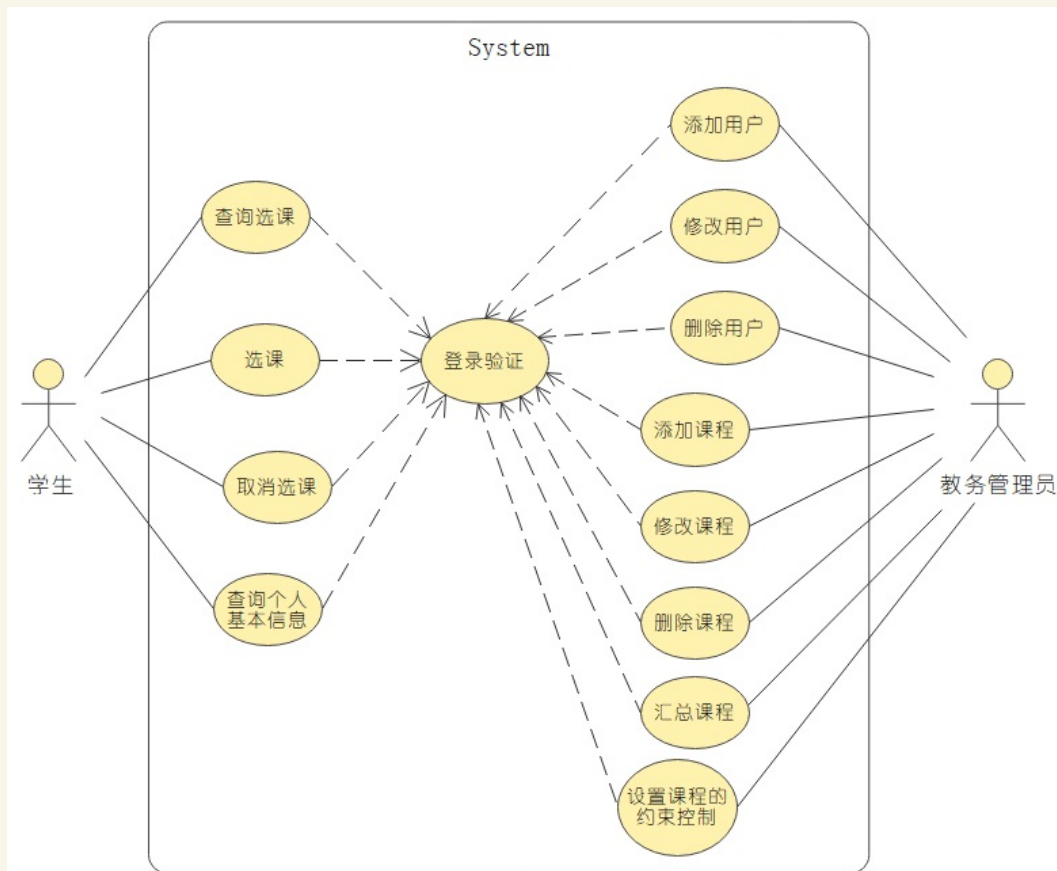 System
添加用户
查询选课
修改用户
删除用户
选课
登录验证
添加课程
学生
取消选课
教务管理员
修改课程
查询个人
基本信息
删除课程
汇总课程
设置课程的
约束控制